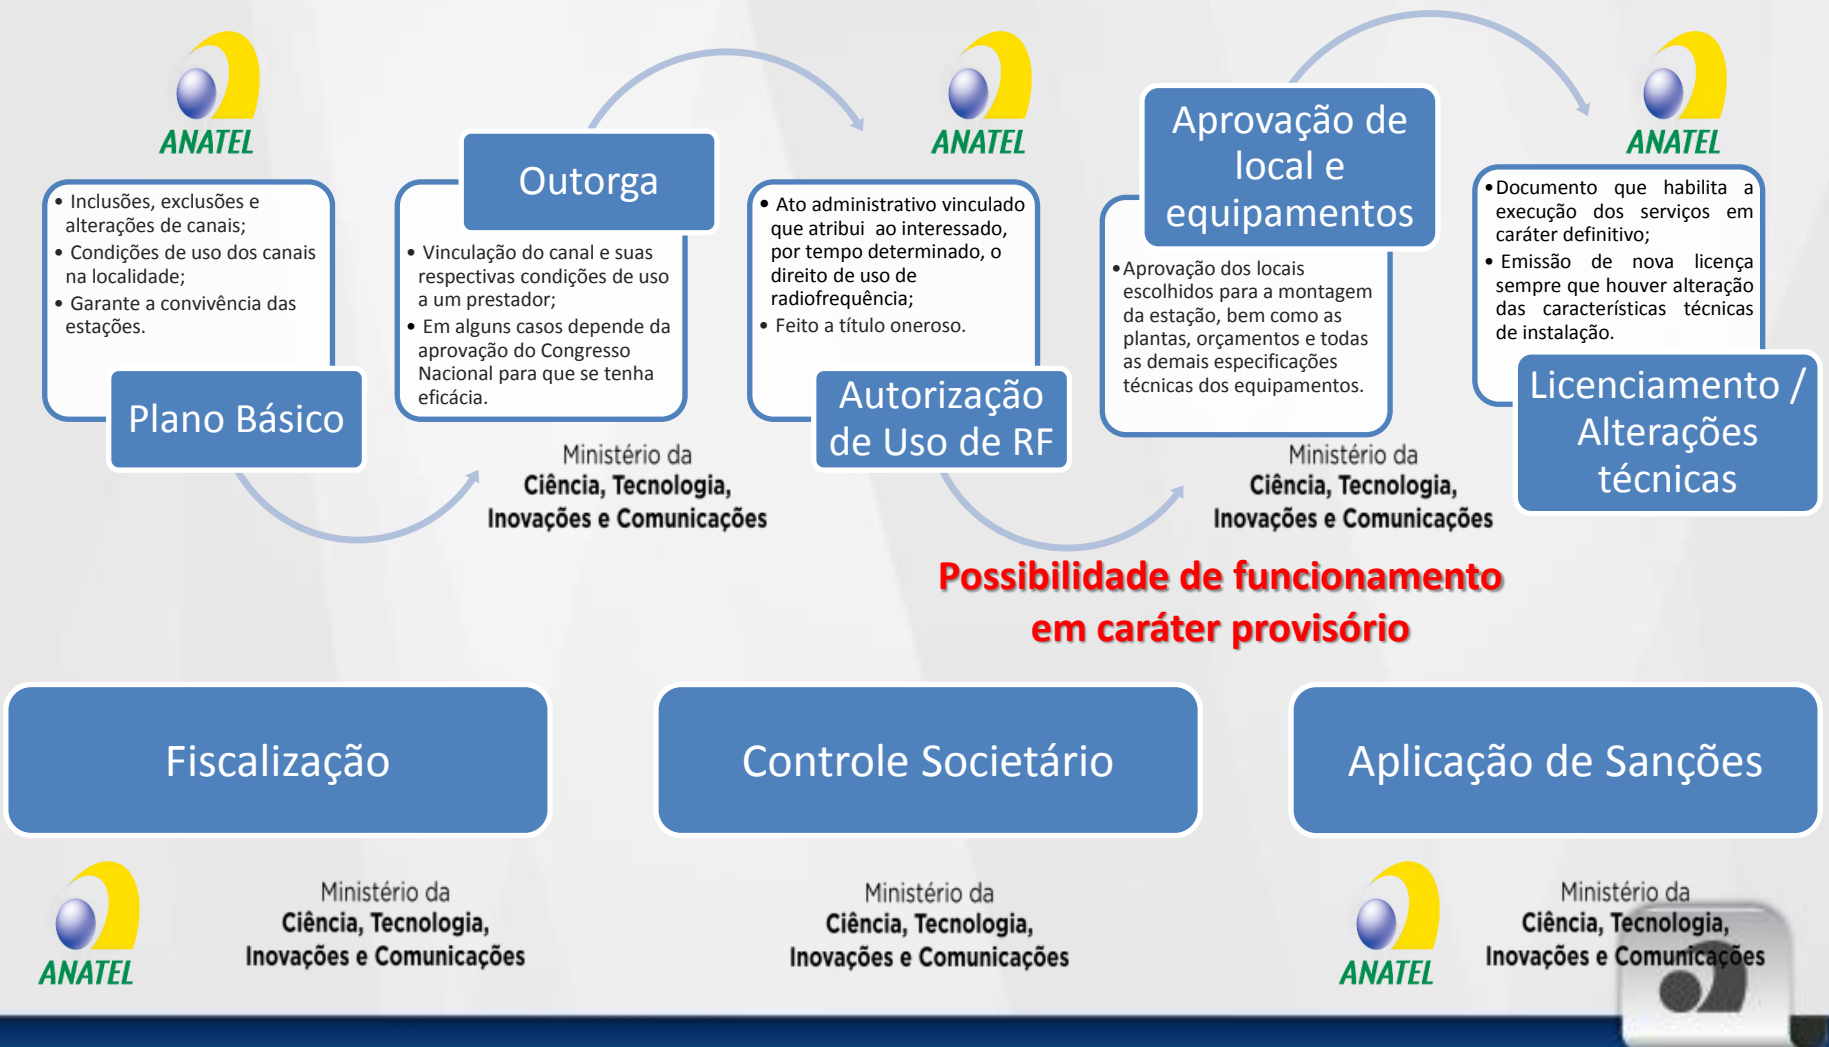 ANATEL
• Inclusões, exclusões e
alterações de canais;
• Condições de uso dos canais
na localidade;
• Garante a convivência das
estações.
Plano Básico
Outorga
• Vinculação do canal e suas
respectivas condições de uso
a um prestador;
• Em alguns casos depende da
aprovação do Congresso
Nacional para que se tenha
eficácia.
Ministério da
Ciência, Tecnologia,
Inovações e Comunicações
ANATEL
• Ato administrativo vinculado
que atribui ao interessado,
por tempo determinado, o
direito de uso de
radiofrequência;
• Feito a título oneroso.
Autorização
de Uso de RF
Aprovação de
local e
equipamentos
• Aprovação dos locais
escolhidos para a montagem
da estação, bem como as
plantas, orçamentos e todas
as demais especificações
técnicas dos equipamentos.
Ministério da
Ciência, Tecnologia,
Inovações e Comunicações
ANATEL
• Documento que habilita a
execução dos serviços em
caráter definitivo;
• Emissão de nova licença
sempre que houver alteração
das características técnicas
de instalação.
Licenciamento /
Alterações
técnicas
Possibilidade de funcionamento
em caráter provisório
Fiscalização
Controle Societário
Aplicação de Sanções
ANATEL
Ministério da
Ciência, Tecnologia,
Inovações e Comunicações
Ministério da
Ciência, Tecnologia,
Inovações e Comunicações
ANATEL
Ministério da
Ciência, Tecnologia,
Inovações e Comunicações